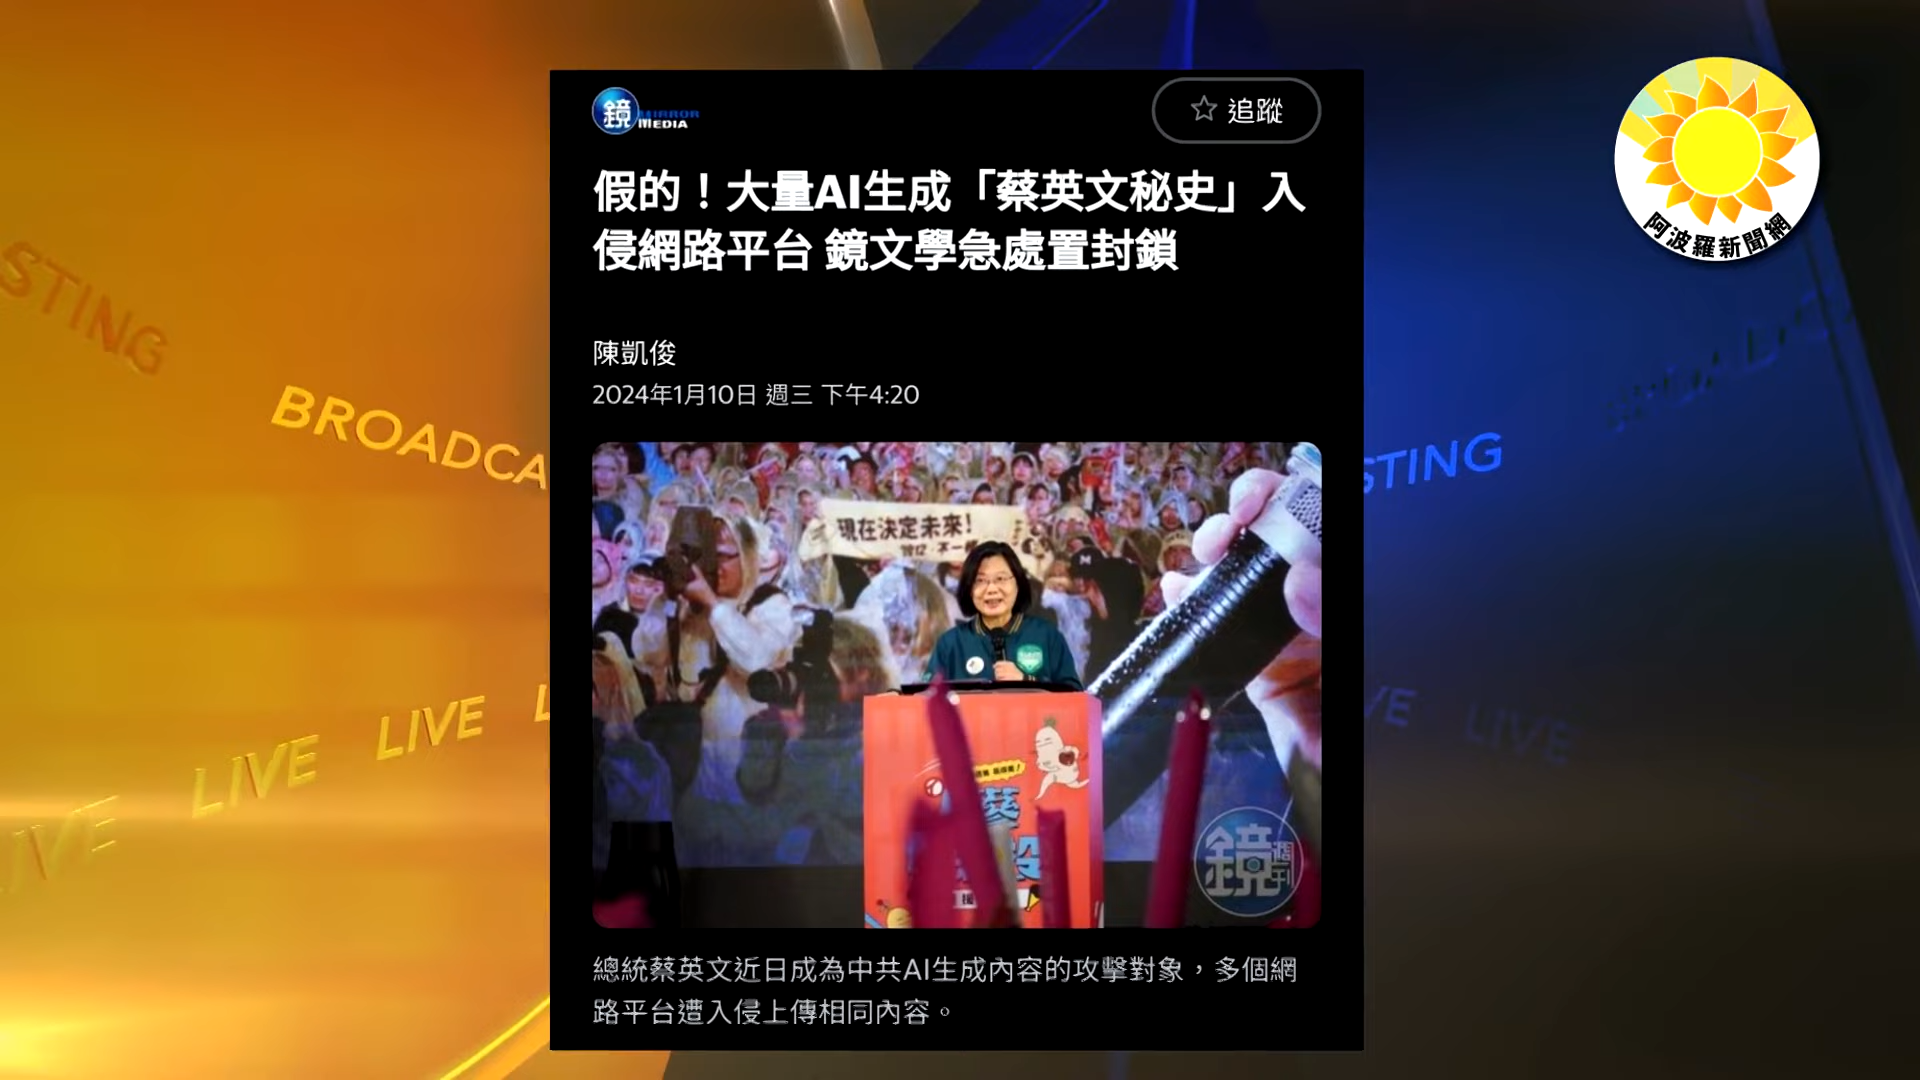 鏡 MIRROR MEDIA
☆ 追蹤
假的！大量AI生成「蔡英文秘史」入
侵網路平台 鏡文學急處置封鎖
陳凱俊
2024年1月10日 週三 下午4:20
現在決定未來！
鏡週刊
總統蔡英文近日成為中共AI生成內容的攻擊對象，多個網
路平台遭入侵上傳相同內容。
阿波羅新聞網
STING
BROADCA
STING
LIVE
LIVE
LIVE